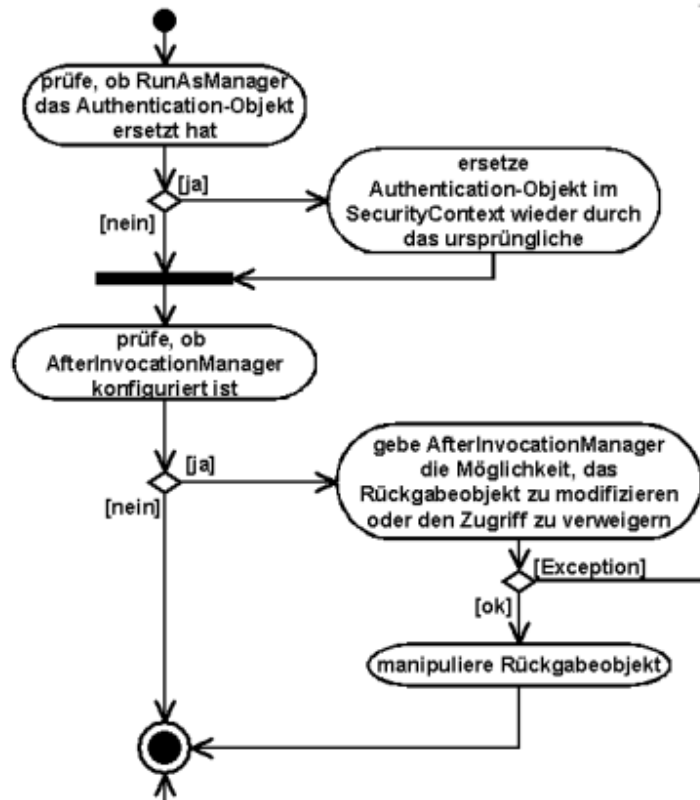 prüfe, ob RunAsManager
das Authentication-Objekt
ersetzt hat
[ja]
[nein]
ersetze
Authentication-Objekt im
SecurityContext wieder durch
das ursprüngliche
prüfe, ob
AfterInvocationManager
konfiguriert ist
[ja]
[nein]
gebe AfterInvocationManager
die Möglichkeit, das
Rückgabeobjekt zu modifizieren
oder den Zugriff zu verweigern
[Exception]
[ok]
manipuliere Rückgabeobjekt